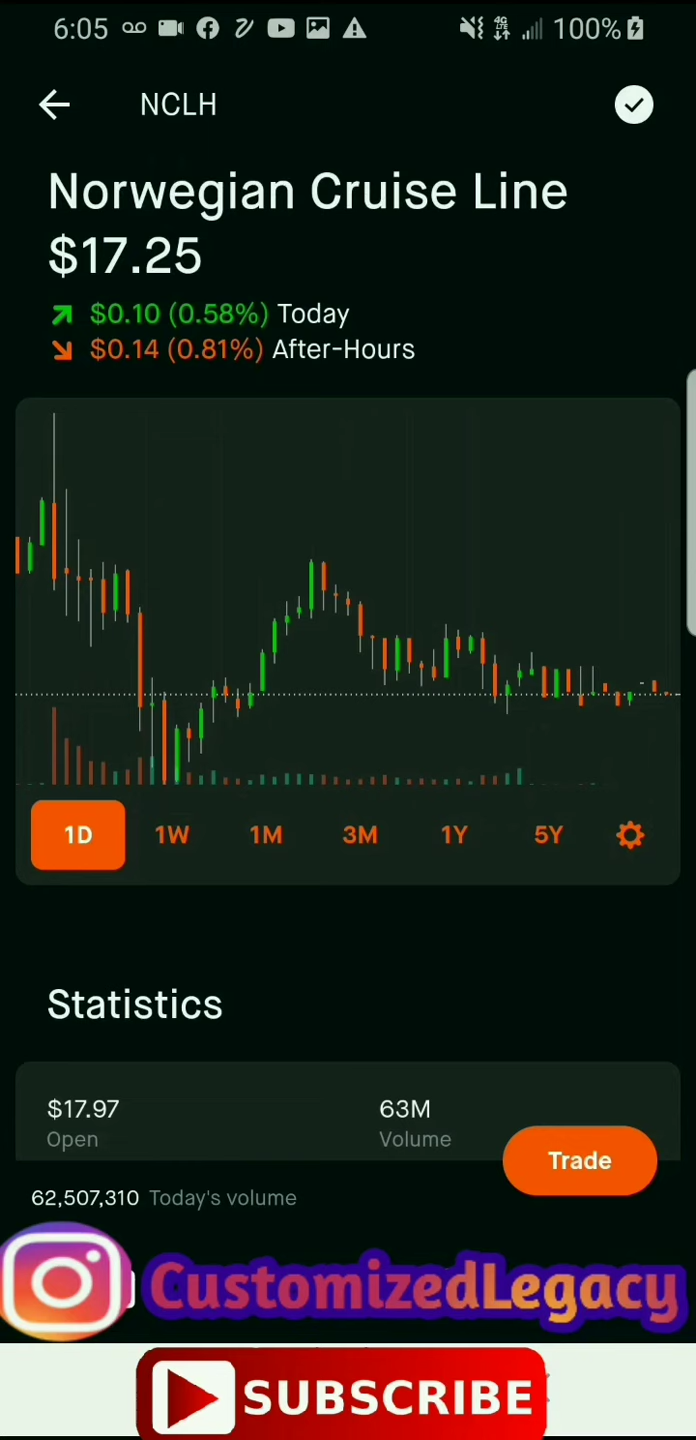 6:05 4G LTE 100%
NCLH
Norwegian Cruise Line
$17.25
$0.10 (0.58%) Today
$0.14 (0.81%) After-Hours
1D 1W 1M 3M 1Y 5Y
Statistics
$17.97 63M
Open Volume
Trade
62,507,310 Today's volume
CustomizedLegacy
SUBSCRIBE